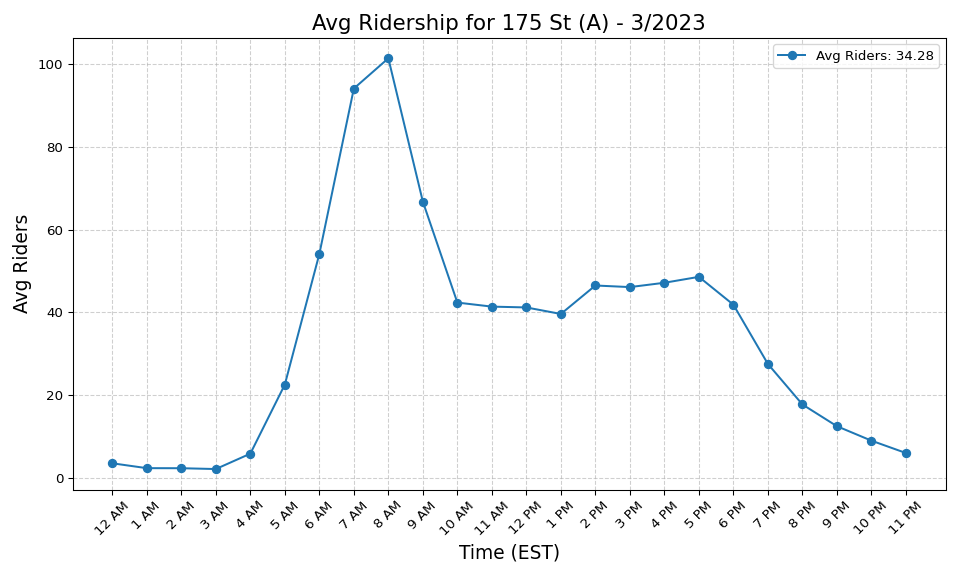 Avg Ridership for 175 St (A) - 3/2023
Avg Riders: 34.28
Avg Riders
100
80
60
40
20
0
12 AM
1 AM
2 AM
3 AM
4 AM
5 AM
6 AM
7 AM
8 AM
9 AM
10 AM
11 AM
12 PM
1 PM
2 PM
3 PM
4 PM
5 PM
6 PM
7 PM
8 PM
9 PM
10 PM
11 PM
Time (EST)